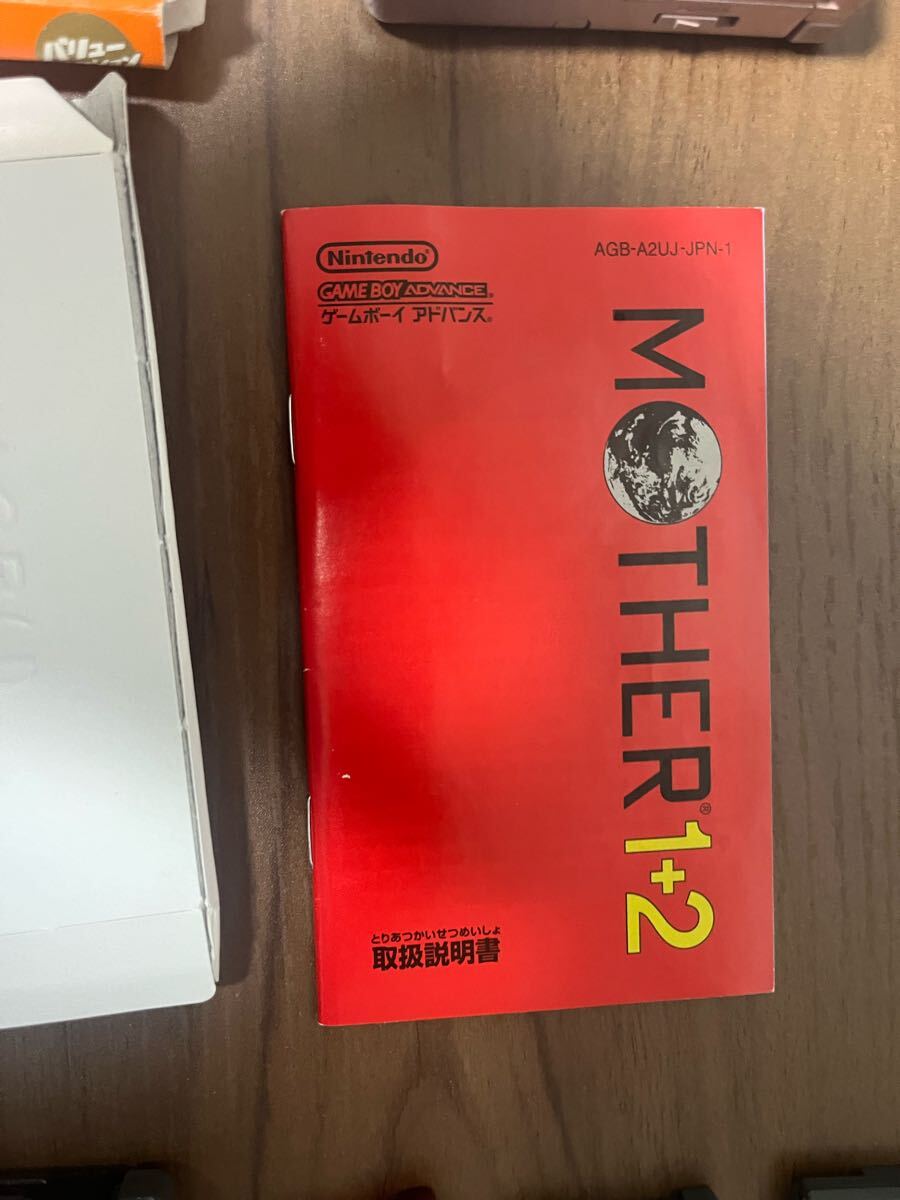 バリュー
Nintendo
GAME BOY ADVANCE®
ゲームボーイ アドバンス®
AGB-A2UJ-JPN-1
MOTHER® 1+2
とりあつかいせつめいしょ
取扱説明書